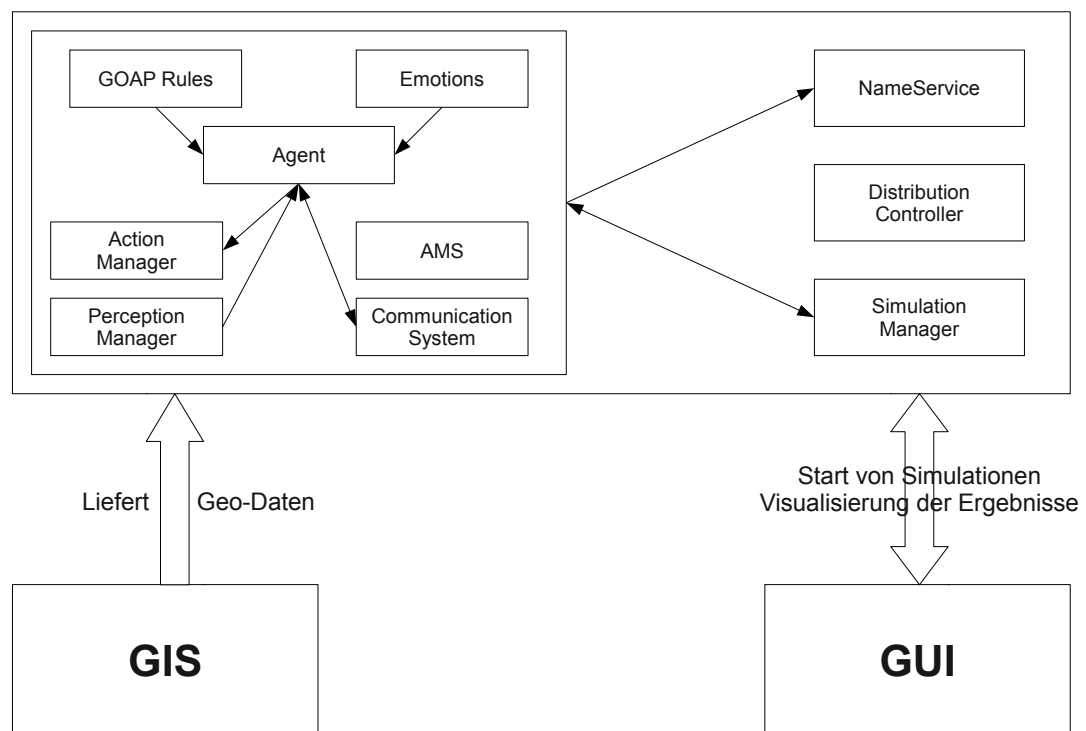 GOAP Rules
Emotions
NameService
Agent
Distribution
Controller
Action
Manager
AMS
Perception
Manager
Communication
System
Simulation
Manager
Liefert
Geo-Daten
Start von Simulationen
Visualisierung der Ergebnisse
GIS
GUI